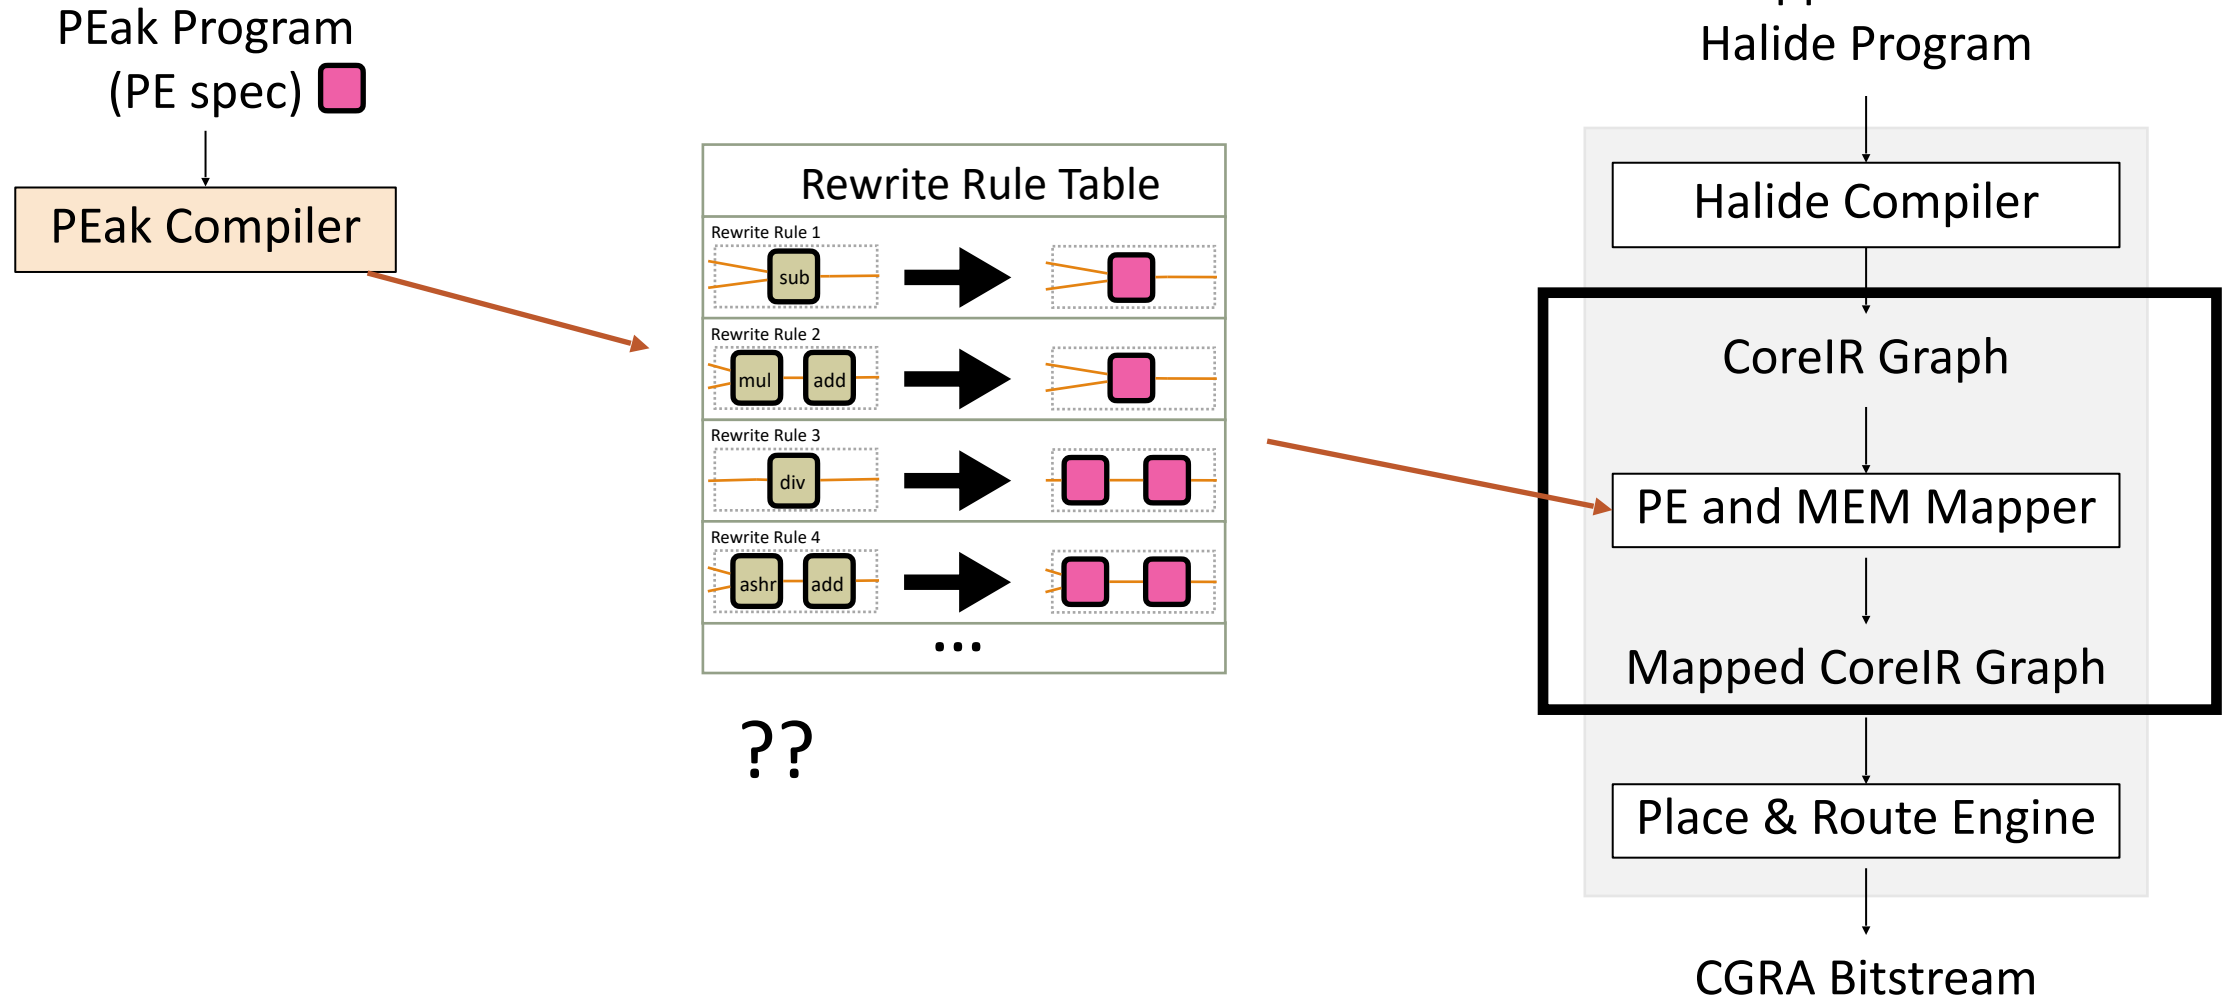 PEak Program
(PE spec)
PEak Compiler
Rewrite Rule Table
Rewrite Rule 1
sub
Rewrite Rule 2
mul add
Rewrite Rule 3
div
Rewrite Rule 4
ashr add
...
??
Halide Program
Halide Compiler
CoreIR Graph
PE and MEM Mapper
Mapped CoreIR Graph
Place & Route Engine
CGRA Bitstream